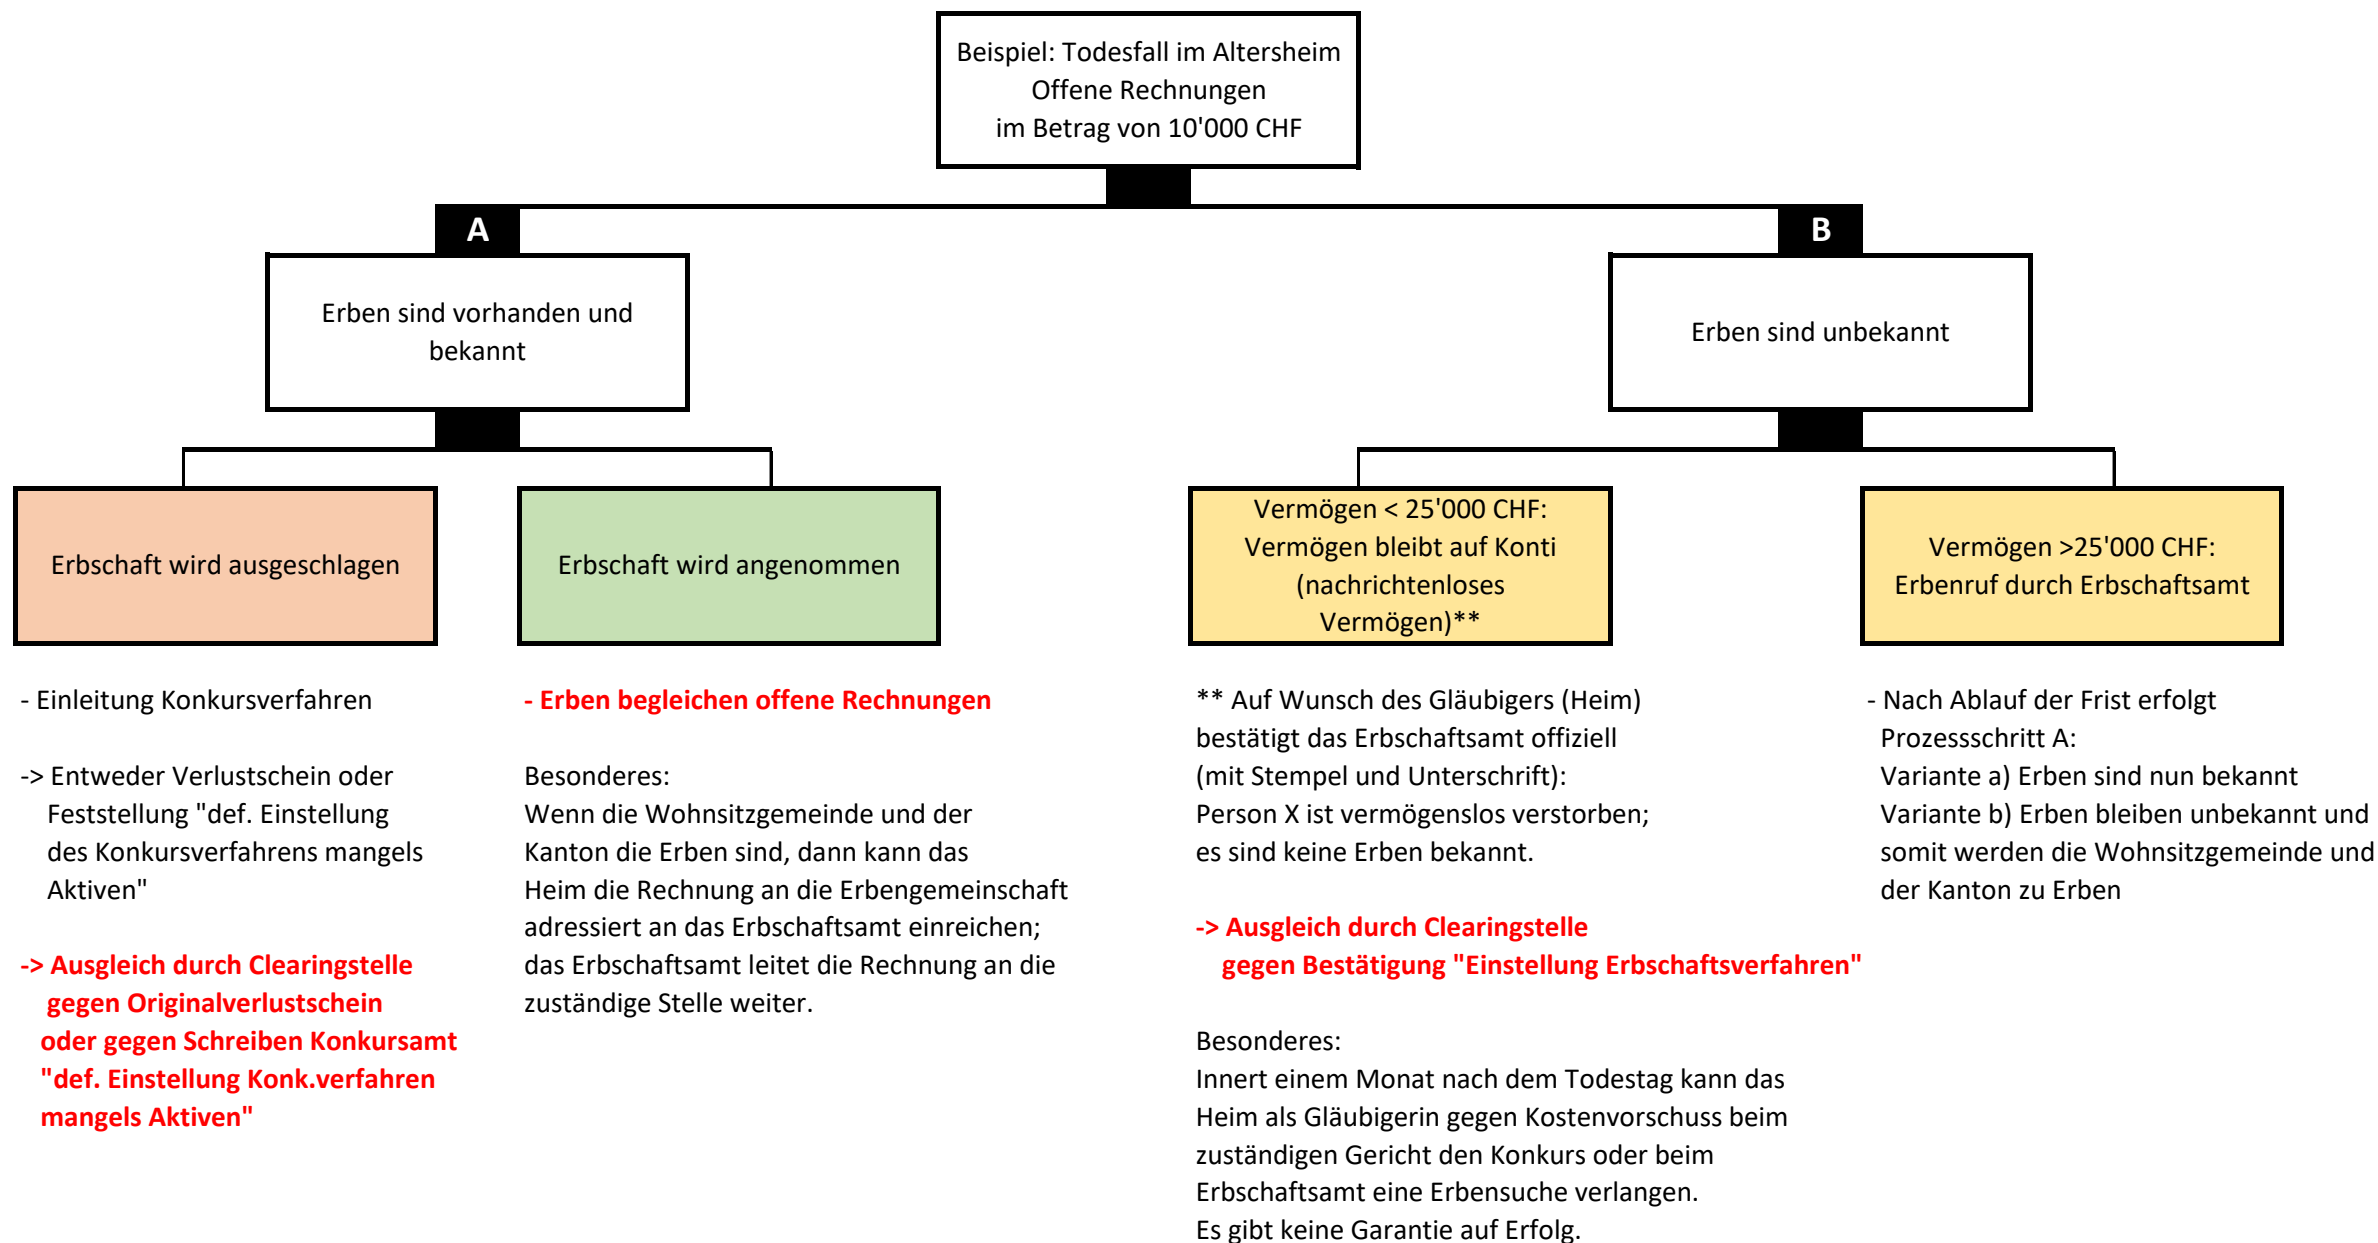 Beispiel: Todesfall im Altersheim
Offene Rechnungen
im Betrag von 10'000 CHF
A
B
Erben sind vorhanden und
bekannt
Erben sind unbekannt
Erbschaft wird ausgeschlagen
Erbschaft wird angenommen
Vermögen < 25'000 CHF:
Vermögen bleibt auf Konti
(nachrichtenloses
Vermögen)**
Vermögen >25'000 CHF:
Erbenruf durch Erbschaftsamt
- Einleitung Konkursverfahren
-> Entweder Verlustschein oder
Feststellung "def. Einstellung
des Konkursverfahrens mangels
Aktiven"
-> Ausgleich durch Clearingstelle
gegen Originalverlustschein
oder gegen Schreiben Konkursamt
"def. Einstellung Konk.verfahren
mangels Aktiven"
- Erben begleichen offene Rechnungen
Besonderes:
Wenn die Wohnsitzgemeinde und der
Kanton die Erben sind, dann kann das
Heim die Rechnung an die Erbengemeinschaft
adressiert an das Erbschaftsamt einreichen;
das Erbschaftsamt leitet die Rechnung an die
zuständige Stelle weiter.
** Auf Wunsch des Gläubigers (Heim)
bestätigt das Erbschaftsamt offiziell
(mit Stempel und Unterschrift):
Person X ist vermögenslos verstorben;
es sind keine Erben bekannt.
-> Ausgleich durch Clearingstelle
gegen Bestätigung "Einstellung Erbschaftsverfahren"
Besonderes:
Innert einem Monat nach dem Todestag kann das
Heim als Gläubigerin gegen Kostenvorschuss beim
zuständigen Gericht den Konkurs oder beim
Erbschaftsamt eine Erbensuche verlangen.
Es gibt keine Garantie auf Erfolg.
- Nach Ablauf der Frist erfolgt
Prozessschritt A:
Variante a) Erben sind nun bekannt
Variante b) Erben bleiben unbekannt und
somit werden die Wohnsitzgemeinde und
der Kanton zu Erben